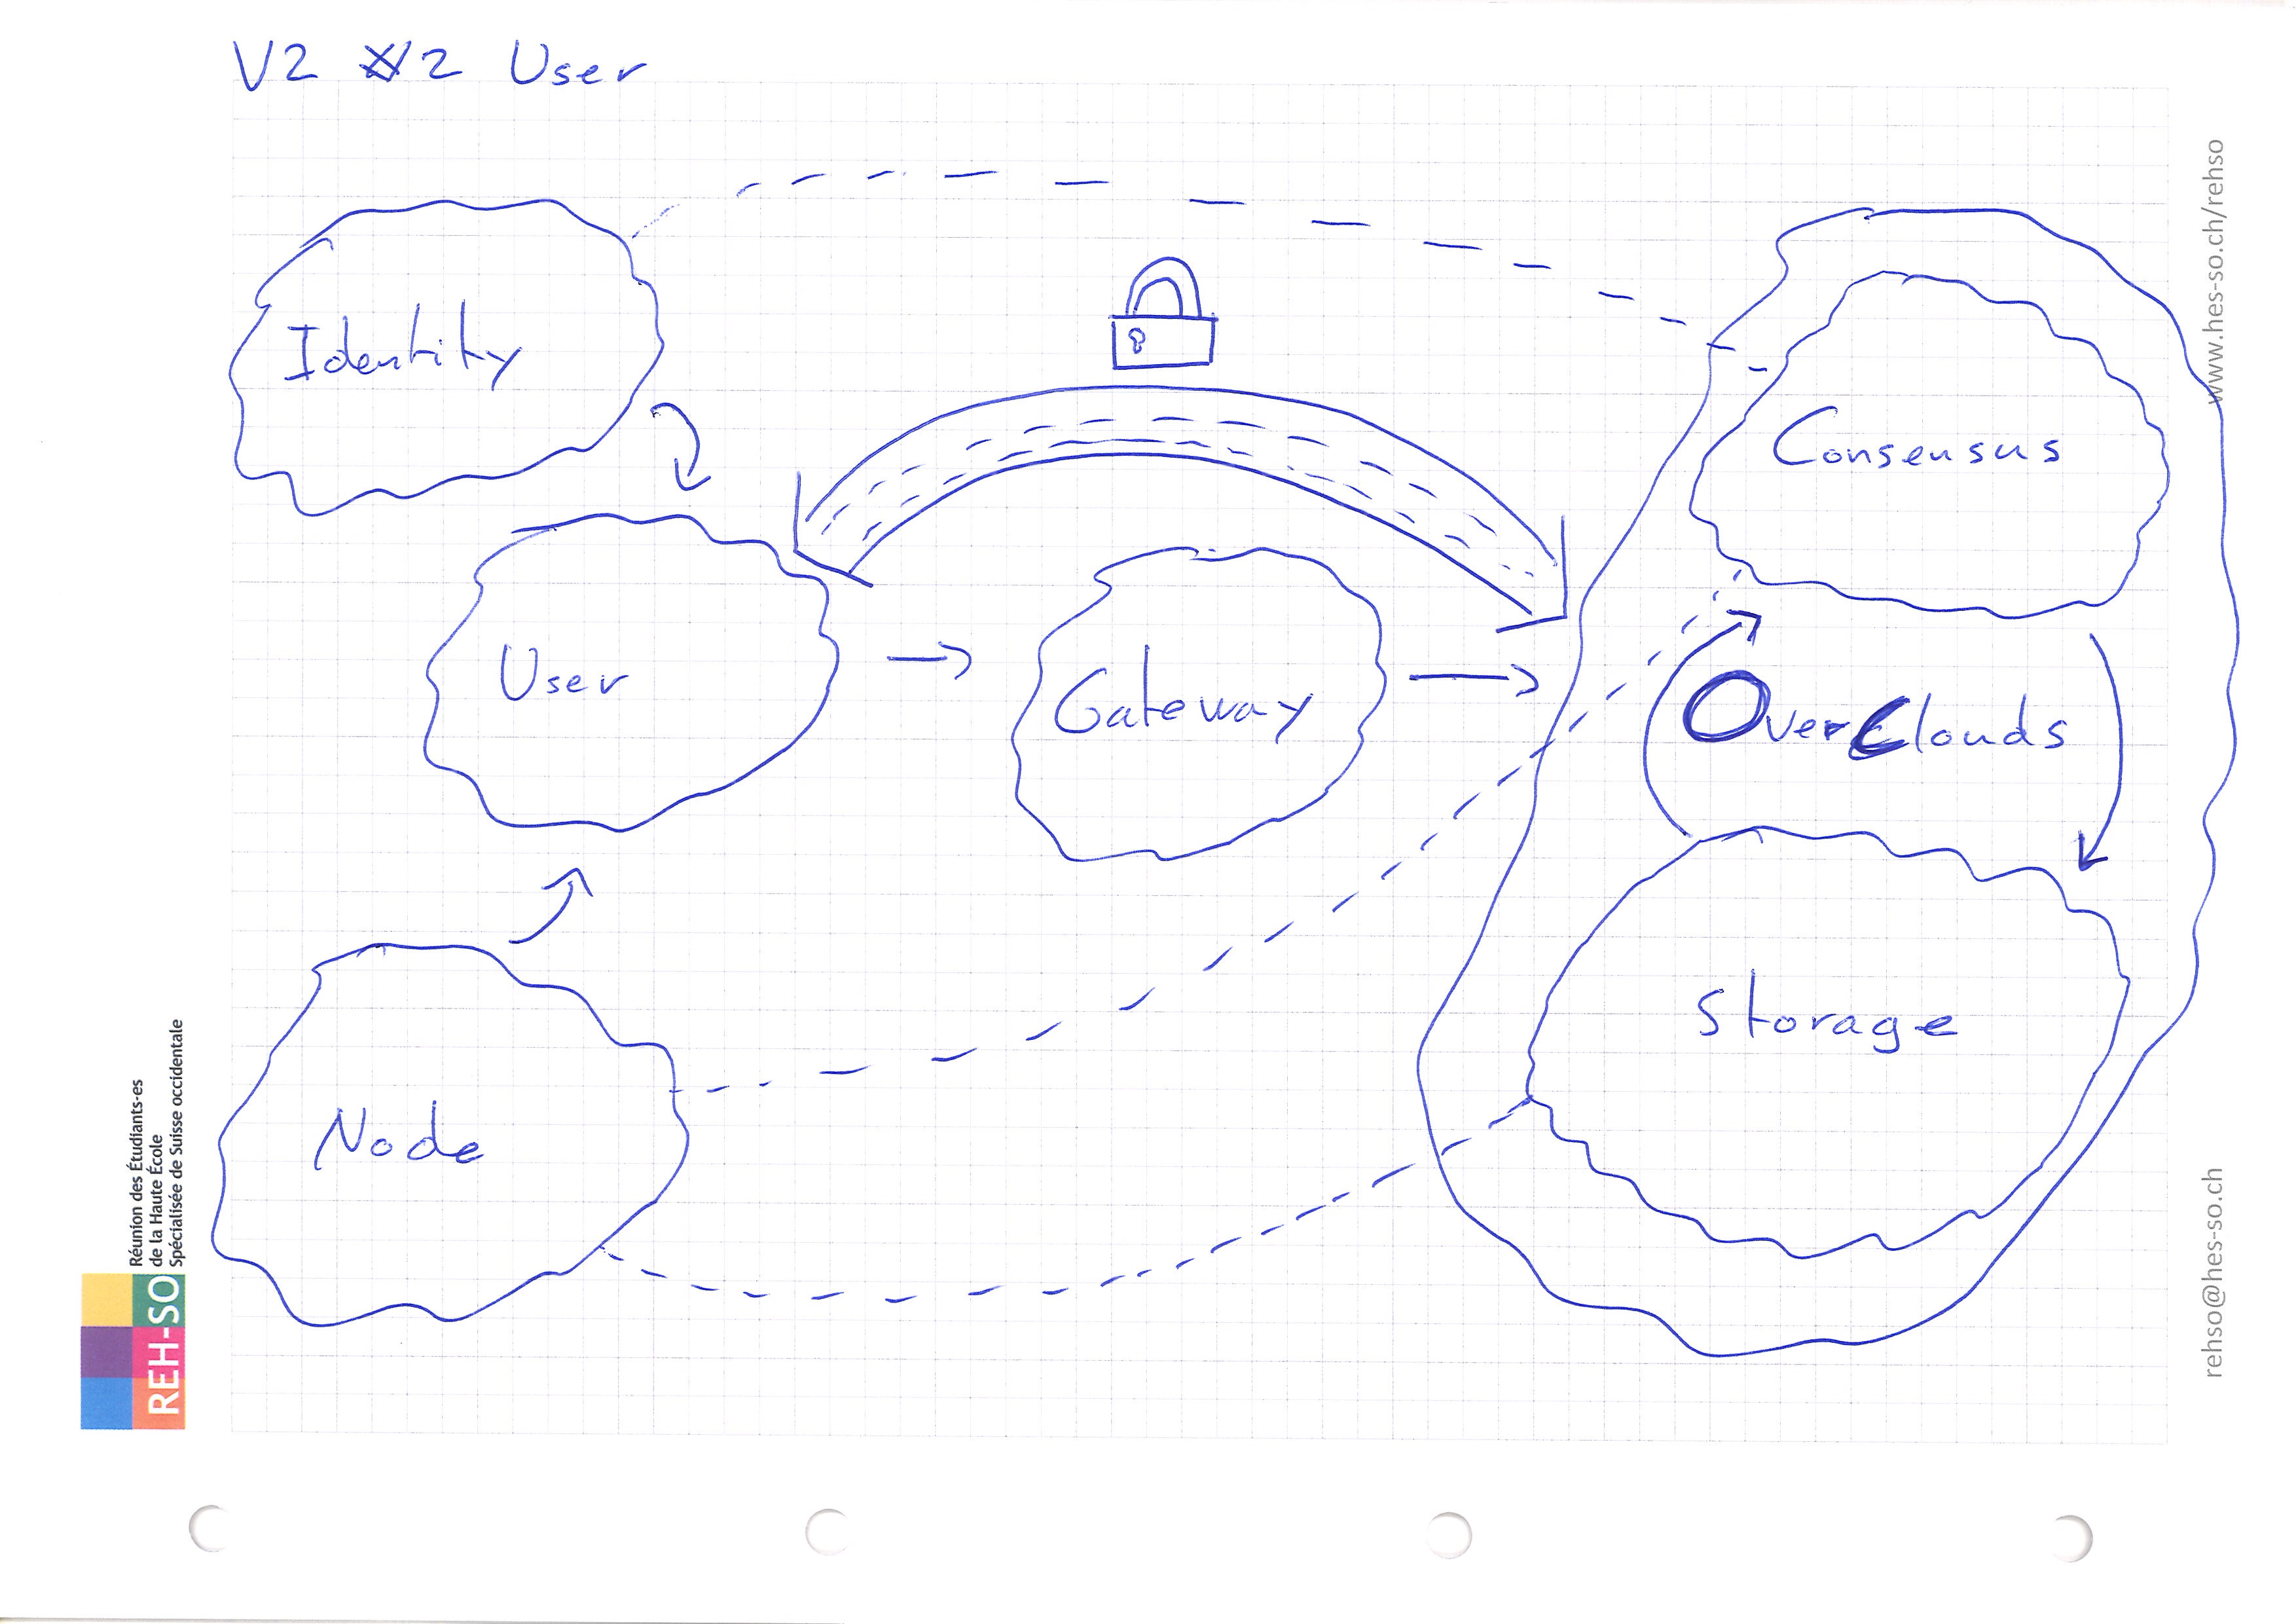 V2 #2 User
Identity
Consensus
User
Gateway
OverClouds
Storage
Node
www.hes-so.ch/rehso
rehso@hes-so.ch
REH-SO
Réunion des Étudiants-es
de la Haute École
Spécialisée de Suisse occidentale